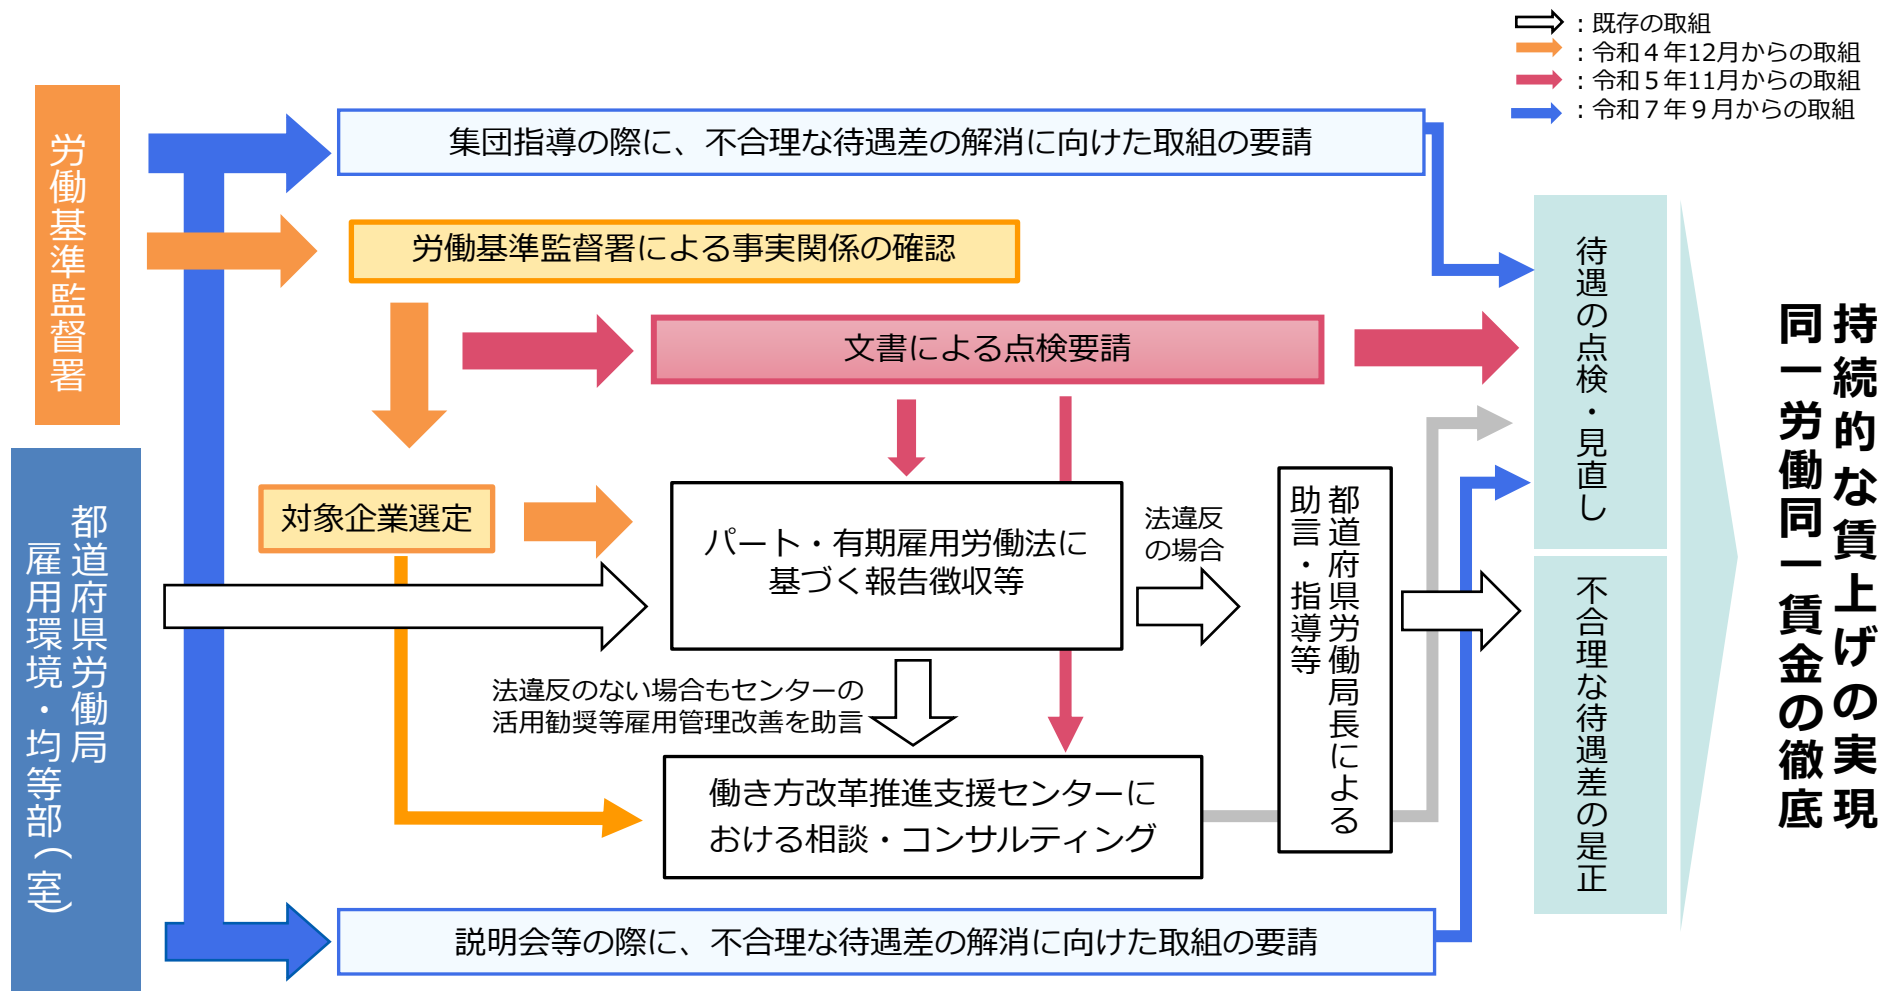 ：既存の取組
：令和４年12月からの取組
：令和５年11月からの取組
：令和７年９月からの取組
労働基準監督署
都道府県労働局
雇用環境・均等部（室）
集団指導の際に、不合理な待遇差の解消に向けた取組の要請
労働基準監督署による事実関係の確認
文書による点検要請
対象企業選定
パート・有期雇用労働法に
基づく報告徴収等
法違反
の場合
都道府県労働局長による
助言・指導等
法違反のない場合もセンターの
活用勧奨等雇用管理改善を助言
働き方改革推進支援センターに
おける相談・コンサルティング
説明会等の際に、不合理な待遇差の解消に向けた取組の要請
待遇の点検・見直し
不合理な待遇差の是正
持続的な賃上げの実現
同一労働同一賃金の徹底